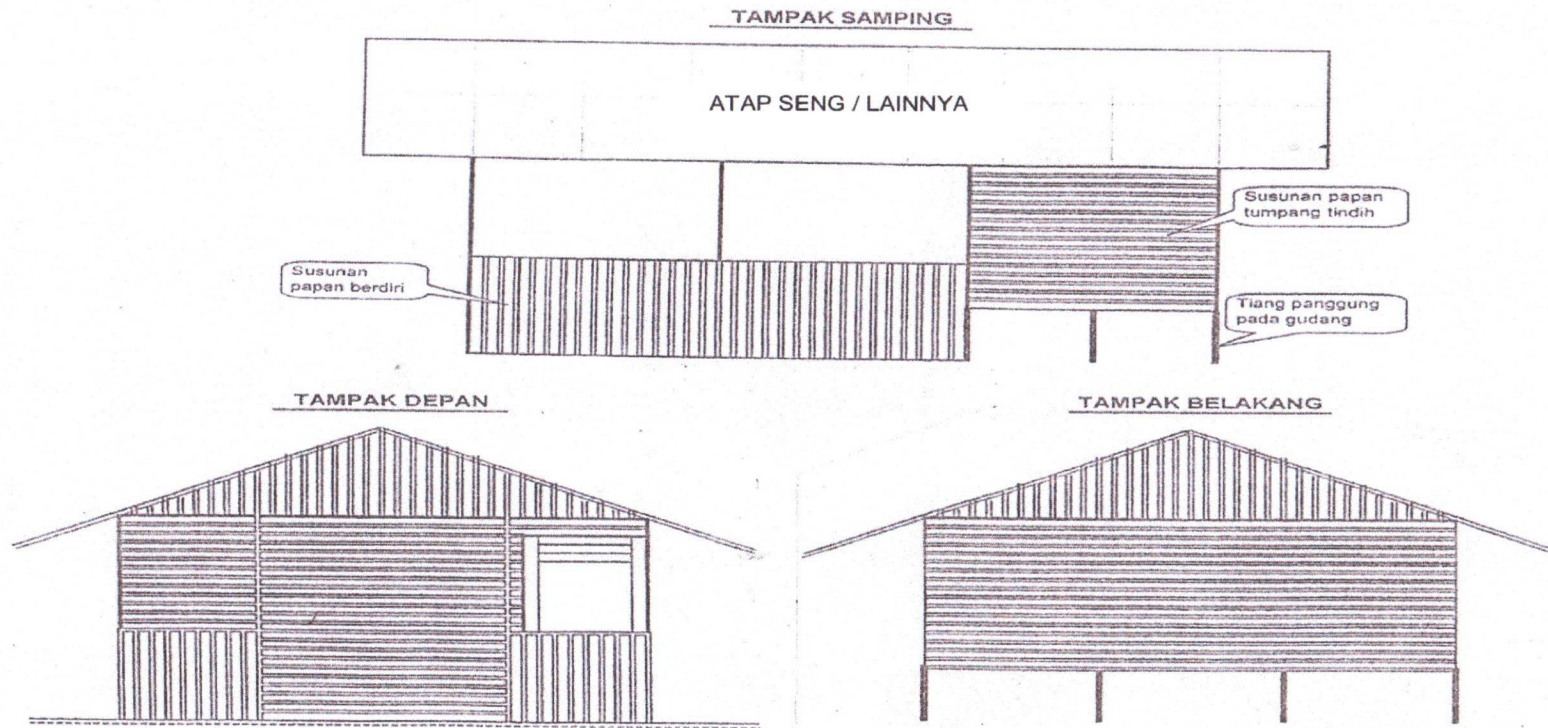 TAMPAK SAMPING
ATAP SENG / LAINNYA
Susunan papan
tumpang tindih
Susunan
papan berdiri
Tiang panggung
pada gudang
TAMPAK DEPAN
TAMPAK BELAKANG